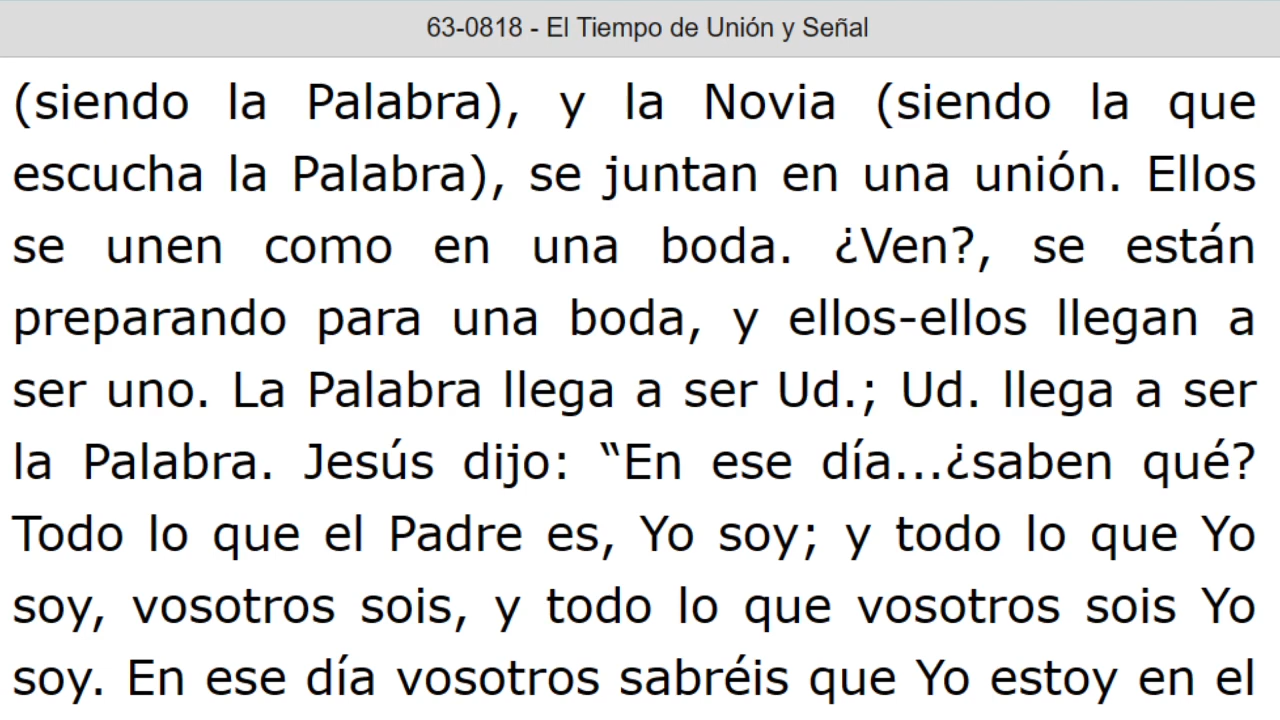 63-0818 - El Tiempo de Unión y Señal
(siendo la Palabra), y la Novia (siendo la que
escucha la Palabra), se juntan en una unión. Ellos
se unen como en una boda. ¿Ven?, se están
preparando para una boda, y ellos-ellos llegan a
ser uno. La Palabra llega a ser Ud.; Ud. llega a ser
la Palabra. Jesús dijo: “En ese día...¿saben qué?
Todo lo que el Padre es, Yo soy; y todo lo que Yo
soy, vosotros sois, y todo lo que vosotros sois Yo
soy. En ese día vosotros sabréis que Yo estoy en el